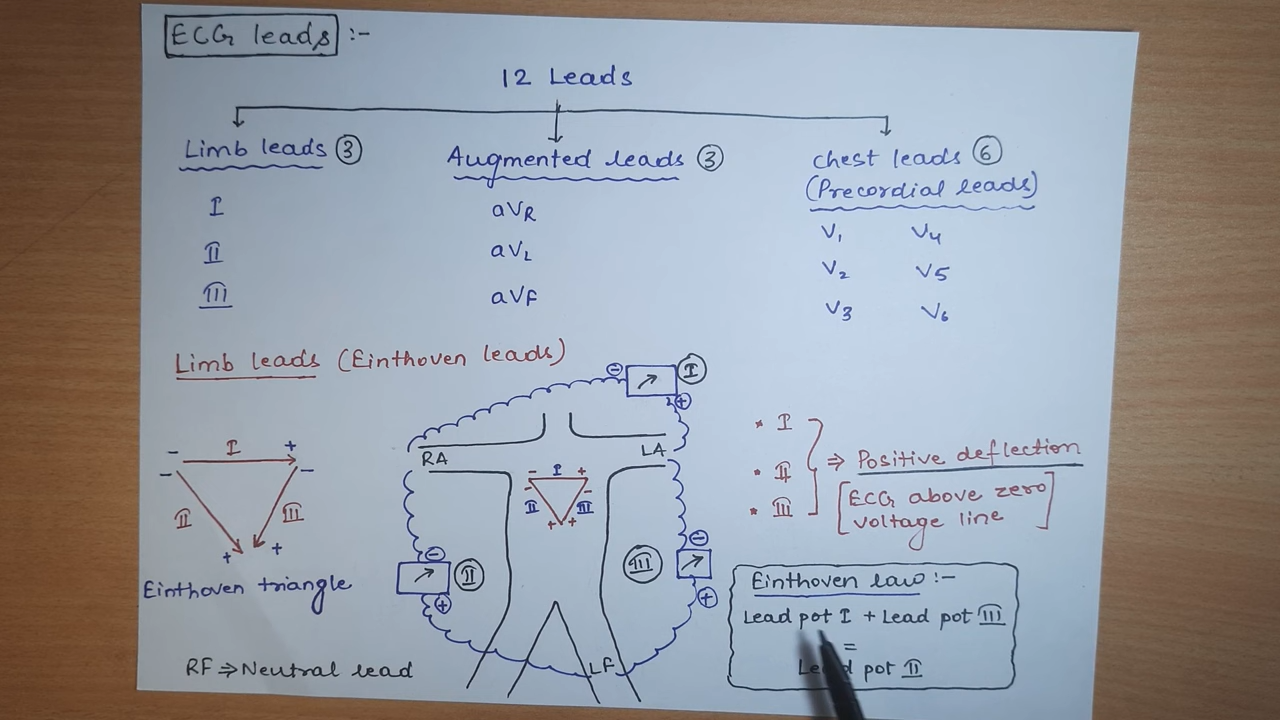 ECG leads :-
12 Leads
Limb leads ③
I
II
III
Augmented leads ③
aVR
aVL
aVF
chest leads ⑥
(Precordial leads)
V1 V4
V2 V5
V3 V6
Limb leads (Einthoven leads)
- I +
- -
II III
+ +
Einthoven triangle
RF ⇒ Neutral lead
- I
+
RA LA
- I +
- -
II III
+ +
- II +
III - +
LF
* I
* II
* III
⇒ Positive deflection
[ECG above zero
voltage line]
Einthoven law :-
Lead pot I + Lead pot III
=
Lead pot II